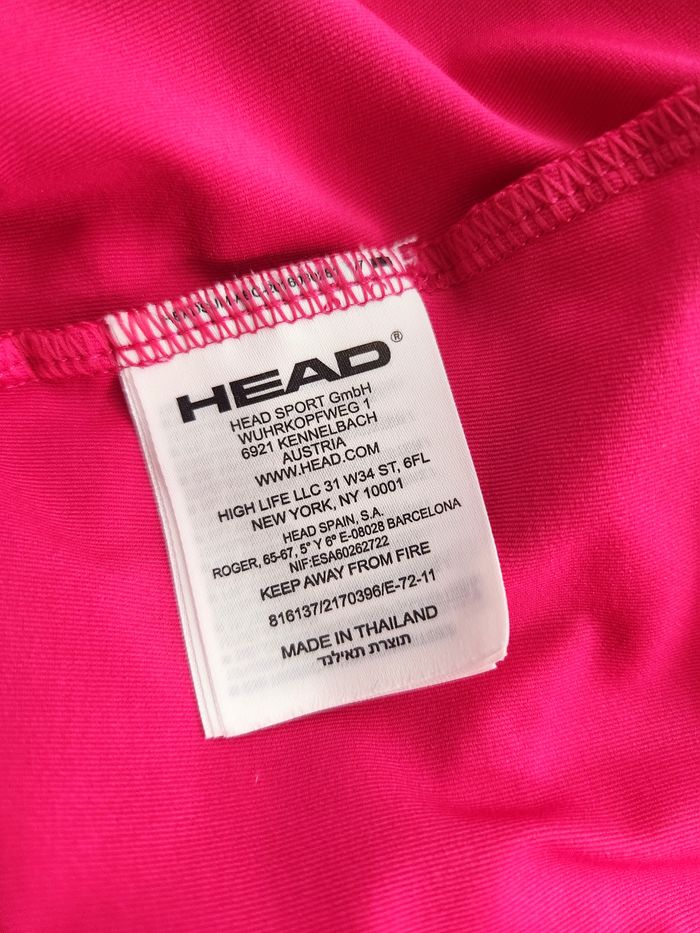 HEAD®
HEAD SPORT GmbH
WUHRKOPFWEG 1
6921 KENNELBACH
AUSTRIA
WWW.HEAD.COM
HIGH LIFE LLC 31 W34 ST, 6FL
NEW YORK, NY 10001
HEAD SPAIN, S.A.
ROGER, 65-67, 5º Y 6º E-08028 BARCELONA
NIF:ESA60262722
KEEP AWAY FROM FIRE
816137/2170396/E-72-11
MADE IN THAILAND
תוצרת תאילנד